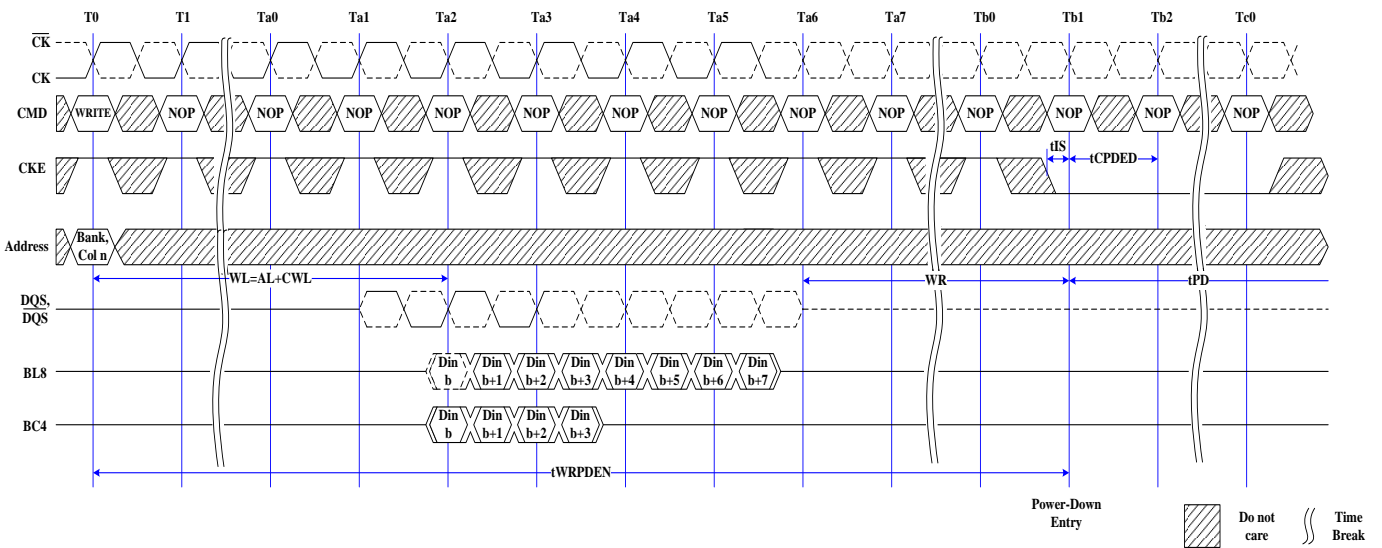 T0 T1 Ta0 Ta1 Ta2 Ta3 Ta4 Ta5 Ta6 Ta7 Tb0 Tb1 Tb2 Tc0
CK
CK
CMD WRITE NOP NOP NOP NOP NOP NOP NOP NOP NOP NOP NOP NOP NOP
tIS
CKE tCPDED
Address Bank,
Col n
WL=AL+CWL WR tPD
DQS,
DQS
BL8 Din b Din b+1 Din b+2 Din b+3 Din b+4 Din b+5 Din b+6 Din b+7
BC4 Din b Din b+1 Din b+2 Din b+3
tWRPDEN
Power-Down
Entry
Do not
care
Time
Break